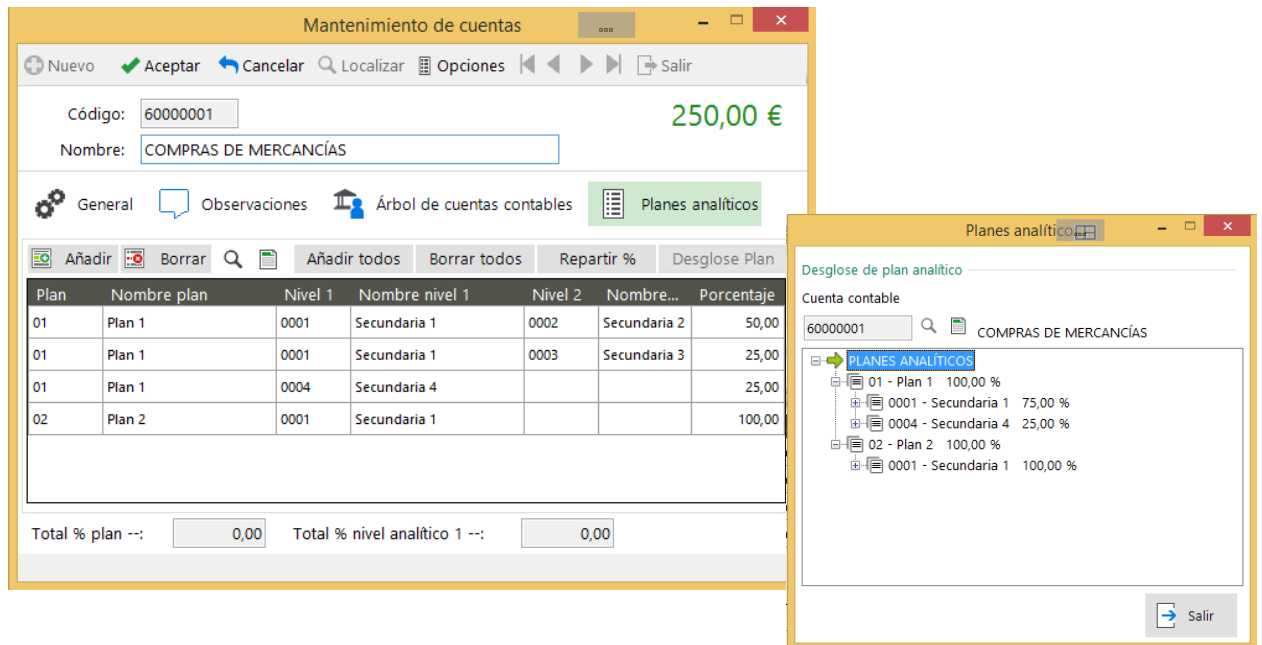 Mantenimiento de cuentas
Nuevo Aceptar Cancelar Localizar Opciones Salir
Código: 60000001 250,00 €
Nombre: COMPRAS DE MERCANCÍAS
General Observaciones Árbol de cuentas contables Planes analíticos
Añadir Borrar Añadir todos Borrar todos Repartir % Desglose Plan
Plan Nombre plan Nivel 1 Nombre nivel 1 Nivel 2 Nombre... Porcentaje
01 Plan 1 0001 Secundaria 1 0002 Secundaria 2 50,00
01 Plan 1 0001 Secundaria 1 0003 Secundaria 3 25,00
01 Plan 1 0004 Secundaria 4 25,00
02 Plan 2 0001 Secundaria 1 100,00
Total % plan --: 0,00 Total % nivel analítico 1 --: 0,00
Planes analítico...
Desglose de plan analítico
Cuenta contable
60000001 COMPRAS DE MERCANCÍAS
PLANES ANALÍTICOS
01 - Plan 1 100,00 %
0001 - Secundaria 1 75,00 %
0004 - Secundaria 4 25,00 %
02 - Plan 2 100,00 %
0001 - Secundaria 1 100,00 %
Salir